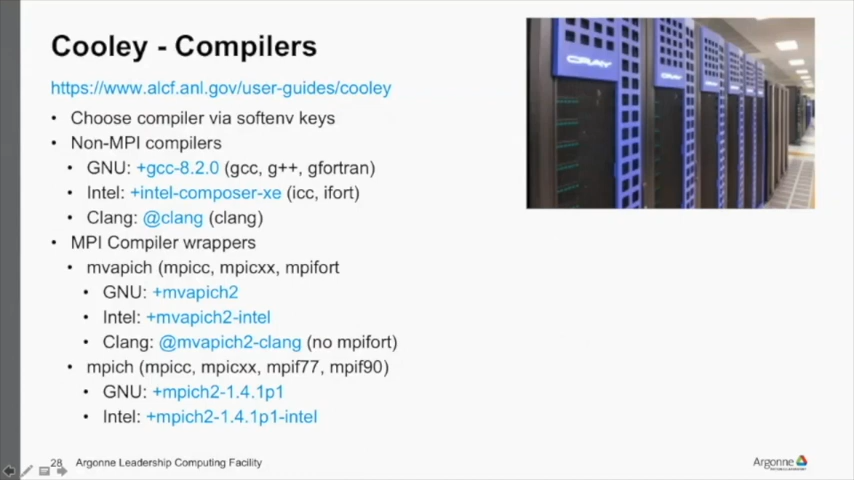 Cooley - Compilers
https://www.alcf.anl.gov/user-guides/cooley
• Choose compiler via softenv keys
• Non-MPI compilers
• GNU: +gcc-8.2.0 (gcc, g++, gfortran)
• Intel: +intel-composer-xe (icc, ifort)
• Clang: @clang (clang)
• MPI Compiler wrappers
• mvapich (mpicc, mpicxx, mpifort
• GNU: +mvapich2
• Intel: +mvapich2-intel
• Clang: @mvapich2-clang (no mpifort)
• mpich (mpicc, mpicxx, mpif77, mpif90)
• GNU: +mpich2-1.4.1p1
• Intel: +mpich2-1.4.1p1-intel
CRAY
CRAY
28 Argonne Leadership Computing Facility
Argonne